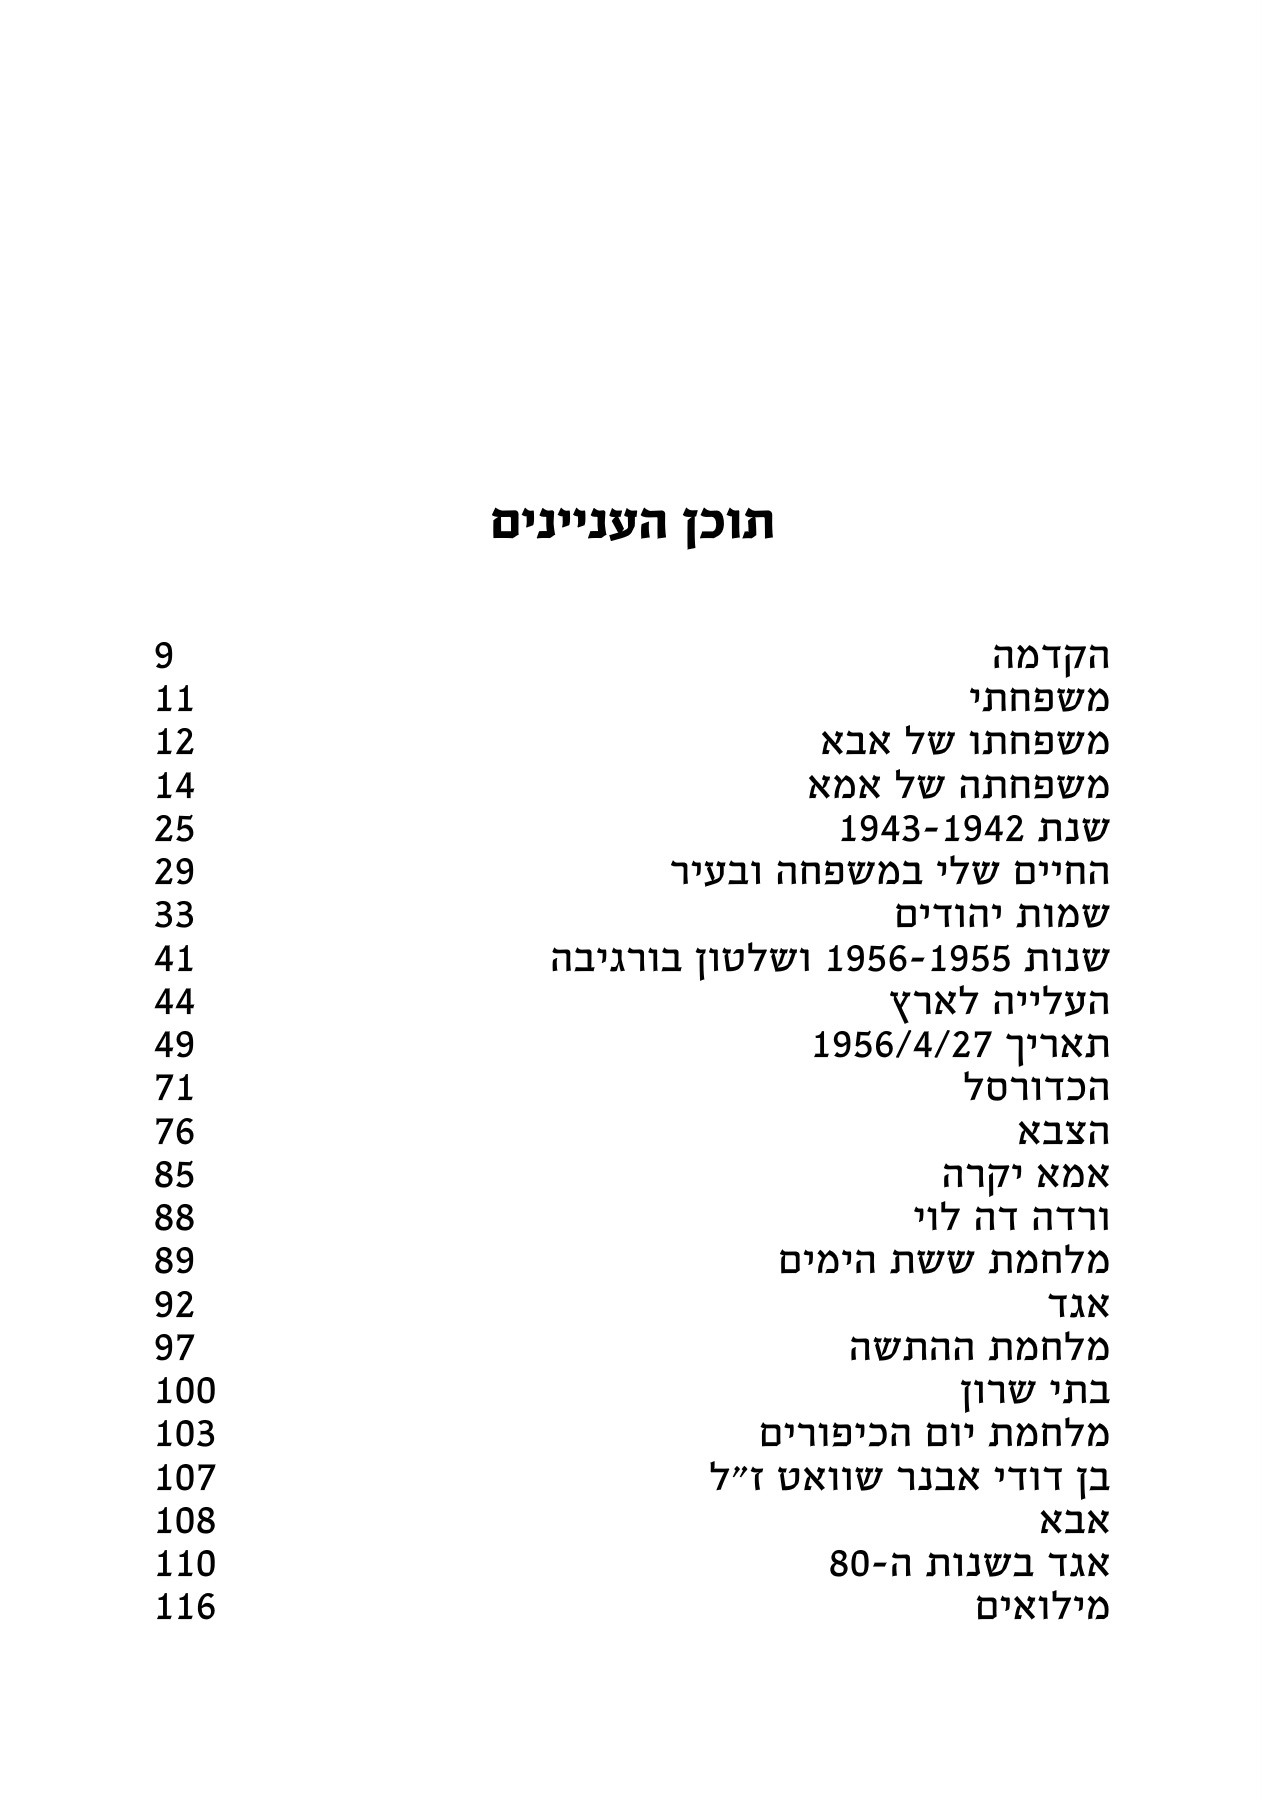 תוכן העניינים
הקדמה 9
משפחתי 11
משפחתו של אבא 12
משפחתה של אמא 14
שנת 1943-1942 25
החיים שלי במשפחה ובעיר 29
שמות יהודים 33
שנות 1956-1955 ושלטון בורגיבה 41
העלייה לארץ 44
תאריך 1956/4/27 49
הכדורסל 71
הצבא 76
אמא יקרה 85
ורדה דה לוי 88
מלחמת ששת הימים 89
אגד 92
מלחמת ההתשה 97
בתי שרון 100
מלחמת יום הכיפורים 103
בן דודי אבנר שוואט ז״ל 107
אבא 108
אגד בשנות ה-80 110
מילואים 116